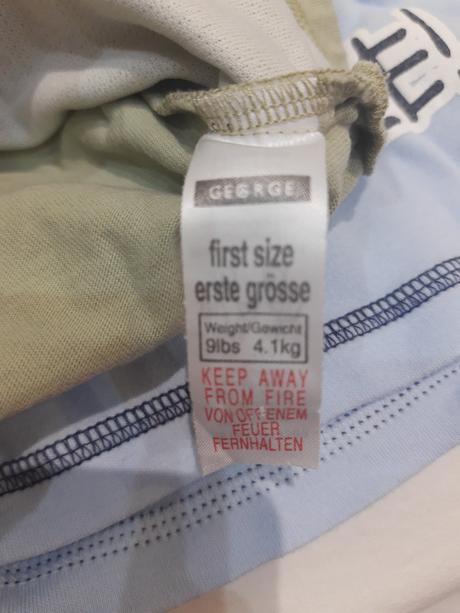 GEORGE
first size
erste grösse
Weight/Gewicht
9lbs 4.1kg
KEEP AWAY
FROM FIRE
VON OFFENEM
FEUER
FERNHALTEN